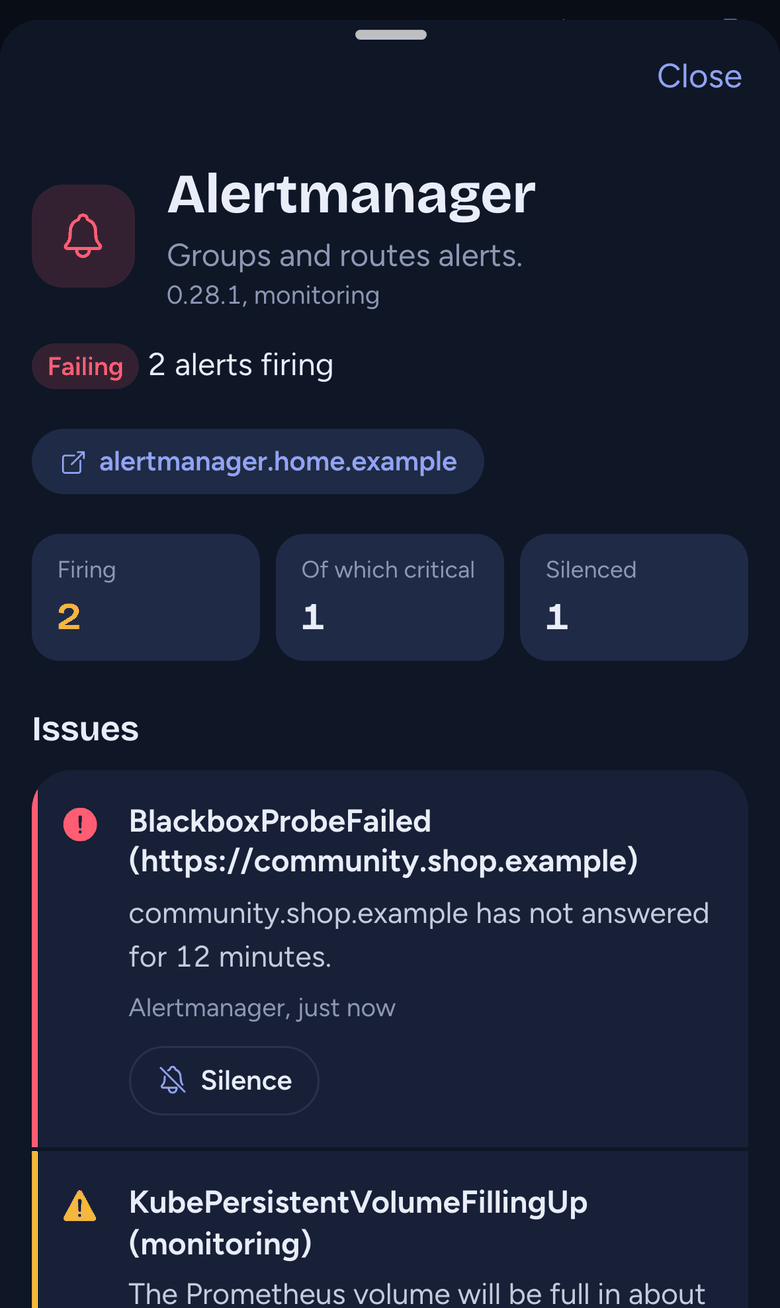 Close
Alertmanager
Groups and routes alerts.
0.28.1, monitoring
Failing 2 alerts firing
alertmanager.home.example
Firing
2
Of which critical
1
Silenced
1
Issues
BlackboxProbeFailed
(https://community.shop.example)
community.shop.example has not answered
for 12 minutes.
Alertmanager, just now
Silence
KubePersistentVolumeFillingUp
(monitoring)
The Prometheus volume will be full in about